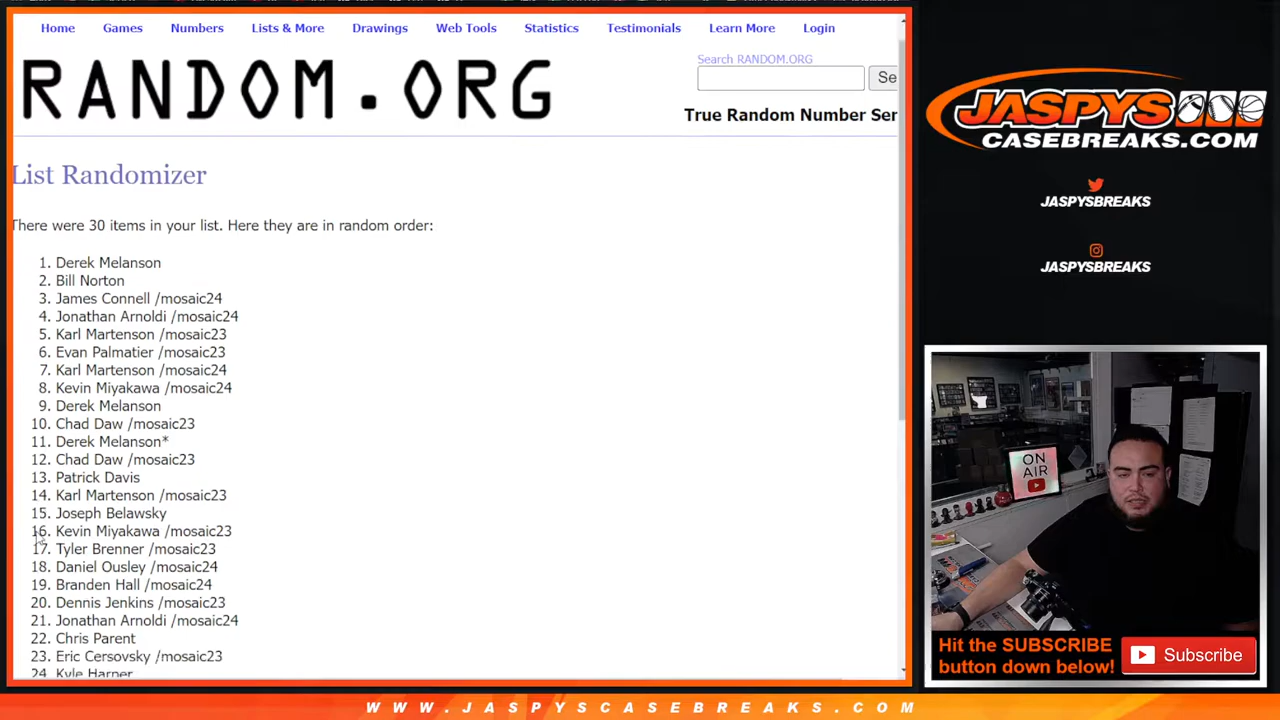 Home Games Numbers Lists & More Drawings Web Tools Statistics Testimonials Learn More Login
RANDOM.ORG
Search RANDOM.ORG
Se
True Random Number Ser
List Randomizer
There were 30 items in your list. Here they are in random order:
1. Derek Melanson
2. Bill Norton
3. James Connell /mosaic24
4. Jonathan Arnoldi /mosaic24
5. Karl Martenson /mosaic23
6. Evan Palmatier /mosaic23
7. Karl Martenson /mosaic24
8. Kevin Miyakawa /mosaic24
9. Derek Melanson
10. Chad Daw /mosaic23
11. Derek Melanson*
12. Chad Daw /mosaic23
13. Patrick Davis
14. Karl Martenson /mosaic23
15. Joseph Belawsky
16. Kevin Miyakawa /mosaic23
17. Tyler Brenner /mosaic23
18. Daniel Ousley /mosaic24
19. Branden Hall /mosaic24
20. Dennis Jenkins /mosaic23
21. Jonathan Arnoldi /mosaic24
22. Chris Parent
23. Eric Cersovsky /mosaic23
24. Kyle Harper
JASPYS
CASEBREAKS.COM
JASPYSBREAKS
JASPYSBREAKS
ON
AIR
Hit the SUBSCRIBE
button down below!
Subscribe
WWW.JASPYSCASEBREAKS.COM